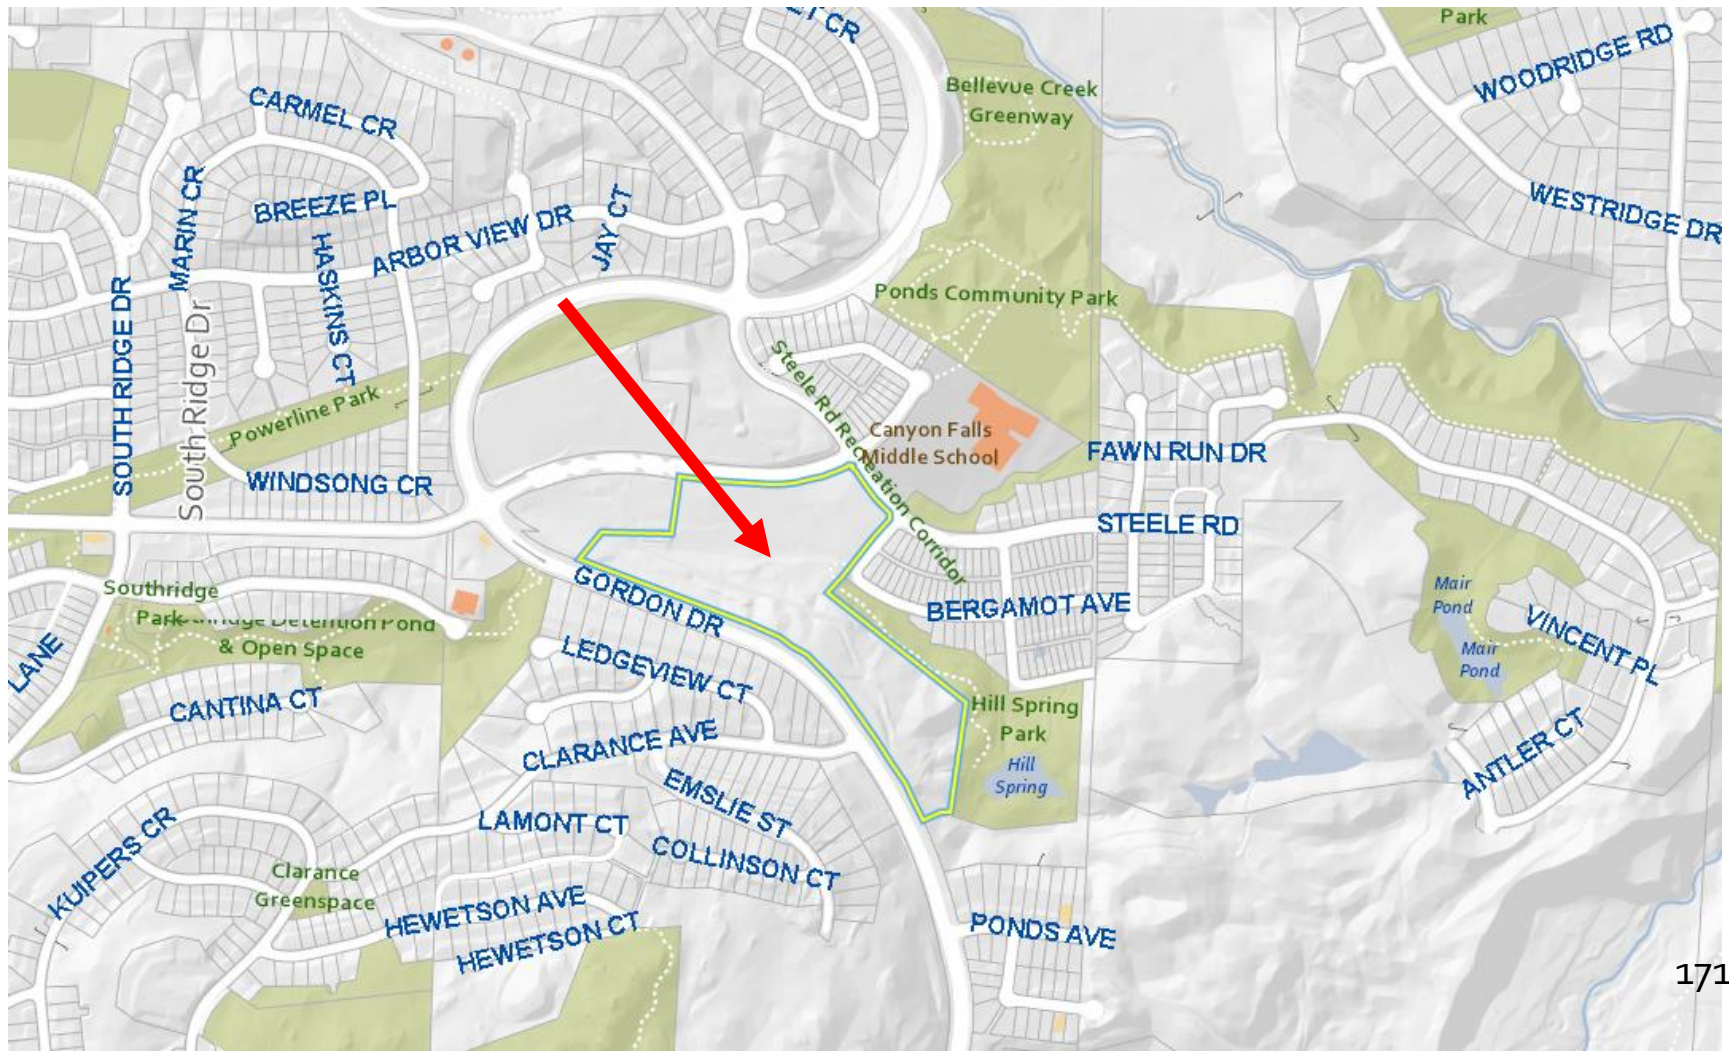 CR
Park
WOODRIDGE RD
Bellevue Creek
Greenway
CARMEL CR
MARIN CR
BREEZE PL
HASKINS CT
ARBOR VIEW DR
JAY CT
WESTRIDGE DR
Ponds Community Park
SOUTH RIDGE DR
South Ridge Dr
Powerline Park
Steele Rd Recreation Corridor
Canyon Falls
Middle School
FAWN RUN DR
WINDSONG CR
STEELE RD
Southridge
Park
Detention Pond
& Open Space
GORDON DR
BERGAMOT AVE
Mair
Pond
Mair
Pond
VINCENT PL
LANE
LEDGEVIEW CT
CANTINA CT
Hill Spring
Park
CLARANCE AVE
Hill
Spring
ANTLER CT
EMSLIE ST
KUIPERS CR
LAMONT CT
COLLINSON CT
Clarance
Greenspace
HEWETSON AVE
HEWETSON CT
PONDS AVE
171